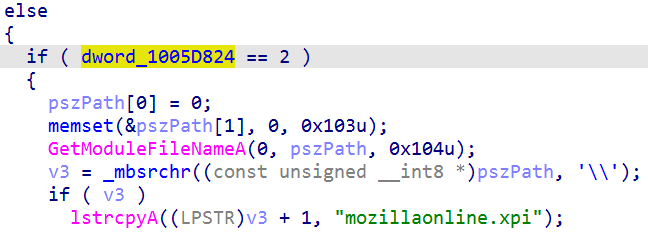 else
{
if ( dword_1005D824 == 2 )
{
pszPath[0] = 0;
memset(&pszPath[1], 0, 0x103u);
GetModuleFileNameA(0, pszPath, 0x104u);
v3 = _mbsrchr((const unsigned __int8 *)pszPath, '\\');
if ( v3 )
lstrcpyA((LPSTR)v3 + 1, "mozillaonline.xpi");